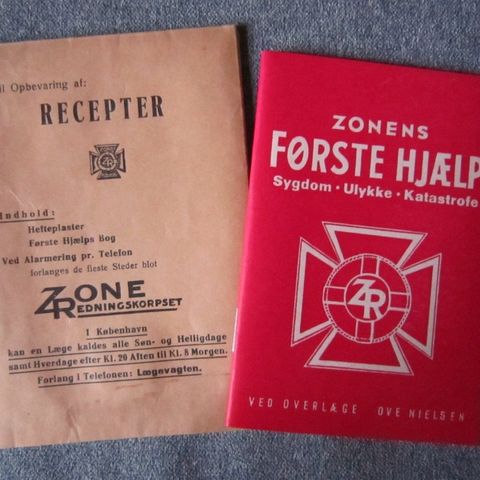 il Opbevaring af:
RECEPTER
ZR
Indhold:
Hefteplaster
Første Hjælps Bog
Ved Alarmering pr. Telefon
forlanges de fleste Steder blot
ZONE
REDNINGSKORPSET
I København
kan en Læge kaldes alle Søn- og Helligdage
samt Hverdage efter Kl. 20 Aften til Kl. 8 Morgen.
Forlang i Telefonen: Lægevagten.
ZONENS
FØRSTE HJÆLP
Sygdom · Ulykke · Katastrofe
ZR
VED OVERLÆGE OVE NIELSEN